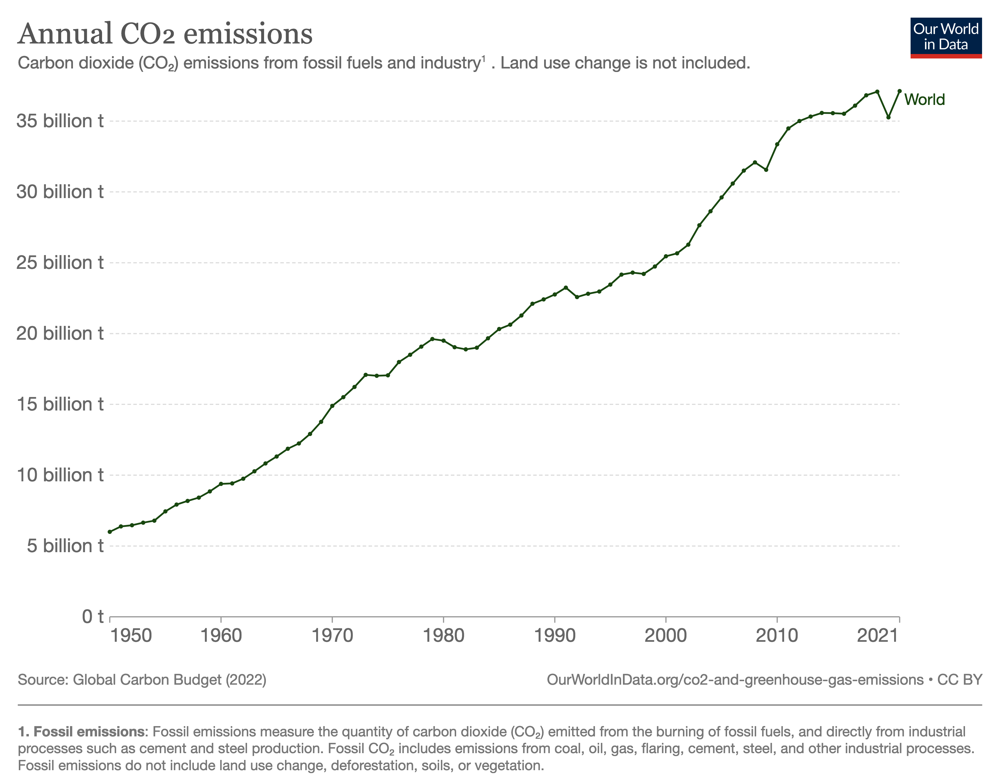 Annual CO2 emissions
Our World
in Data
Carbon dioxide (CO₂) emissions from fossil fuels and industry¹ . Land use change is not included.
World
35 billion t
30 billion t
25 billion t
20 billion t
15 billion t
10 billion t
5 billion t
0 t
1950 1960 1970 1980 1990 2000 2010 2021
Source: Global Carbon Budget (2022)
OurWorldInData.org/co2-and-greenhouse-gas-emissions • CC BY
1. Fossil emissions: Fossil emissions measure the quantity of carbon dioxide (CO₂) emitted from the burning of fossil fuels, and directly from industrial
processes such as cement and steel production. Fossil CO₂ includes emissions from coal, oil, gas, flaring, cement, steel, and other industrial processes.
Fossil emissions do not include land use change, deforestation, soils, or vegetation.